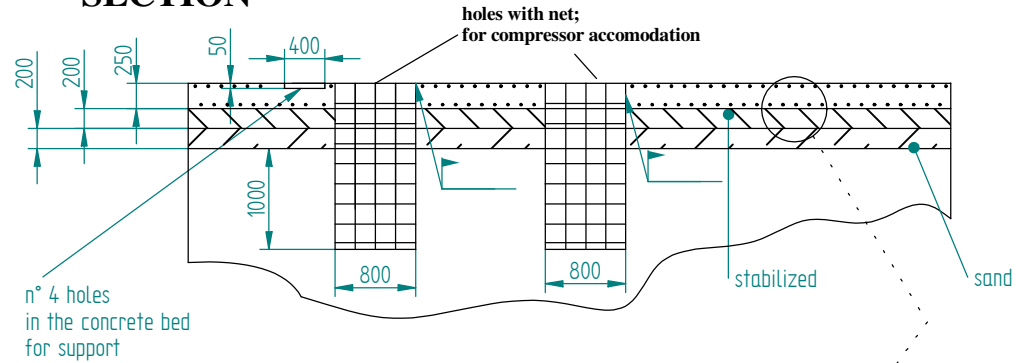 SECTION
holes with net;
for compressor accomodation
50
400
200
200
250
1000
800
800
stabilized
sand
n° 4 holes
in the concrete bed
for support